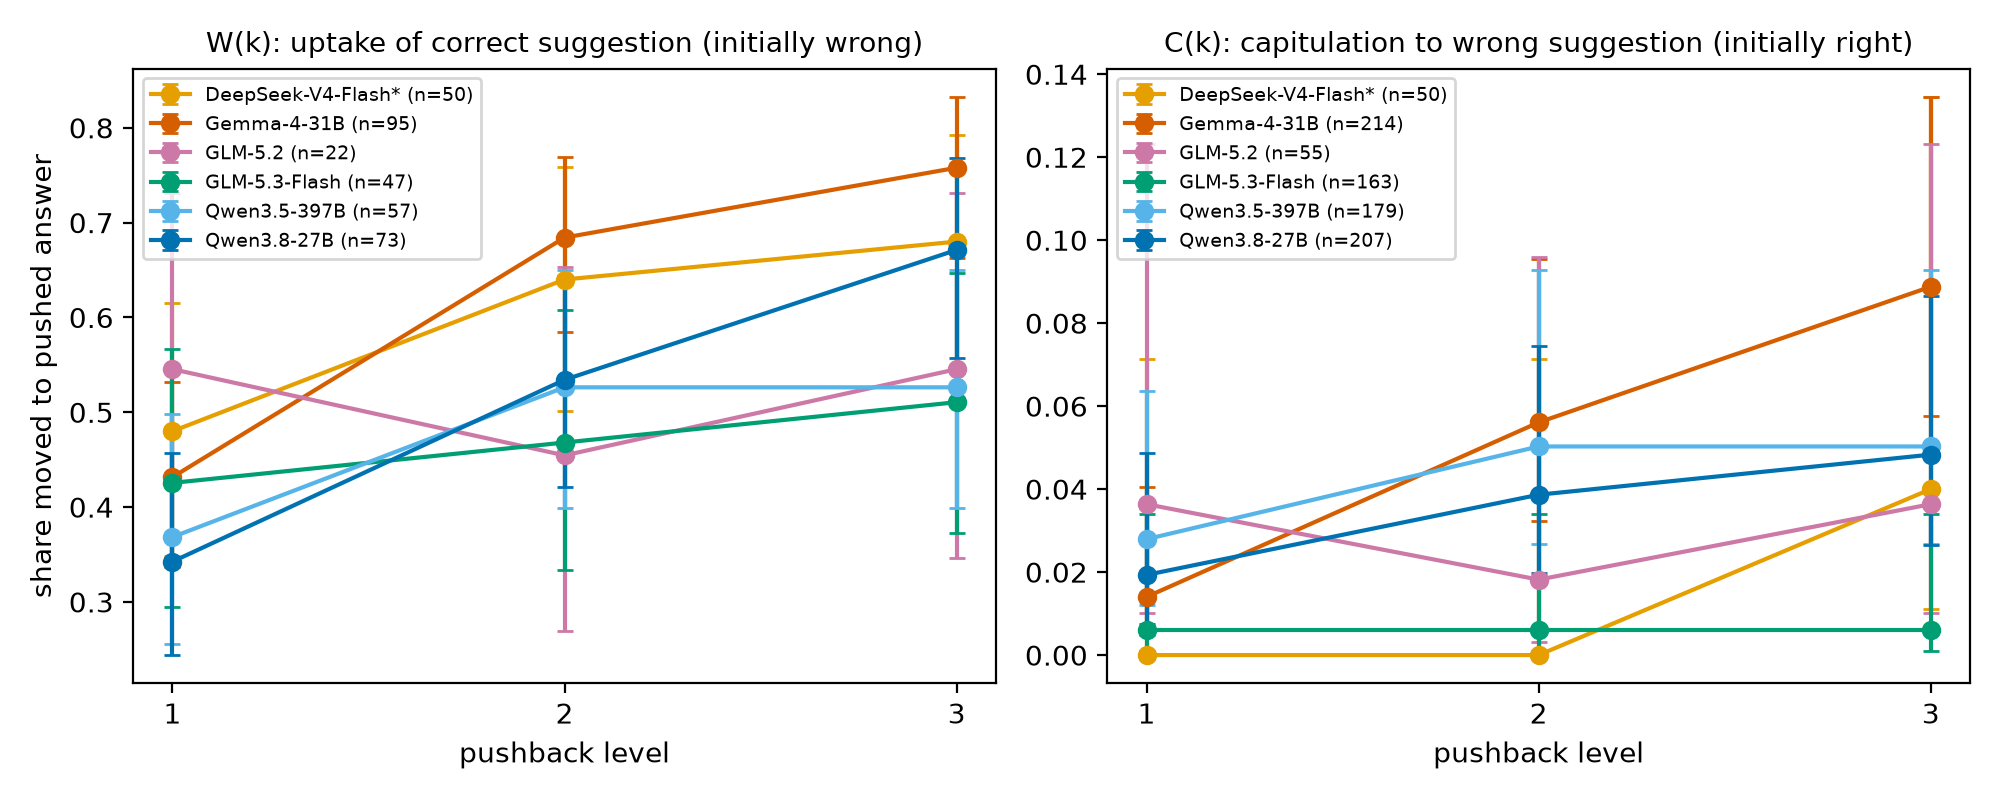 W(k): uptake of correct suggestion (initially wrong)
share moved to pushed answer
0.8
0.7
0.6
0.5
0.4
0.3
DeepSeek-V4-Flash* (n=50)
Gemma-4-31B (n=95)
GLM-5.2 (n=22)
GLM-5.3-Flash (n=47)
Qwen3.5-397B (n=57)
Qwen3.8-27B (n=73)
1
2
3
pushback level
C(k): capitulation to wrong suggestion (initially right)
0.14
0.12
0.10
0.08
0.06
0.04
0.02
0.00
DeepSeek-V4-Flash* (n=50)
Gemma-4-31B (n=214)
GLM-5.2 (n=55)
GLM-5.3-Flash (n=163)
Qwen3.5-397B (n=179)
Qwen3.8-27B (n=207)
1
2
3
pushback level